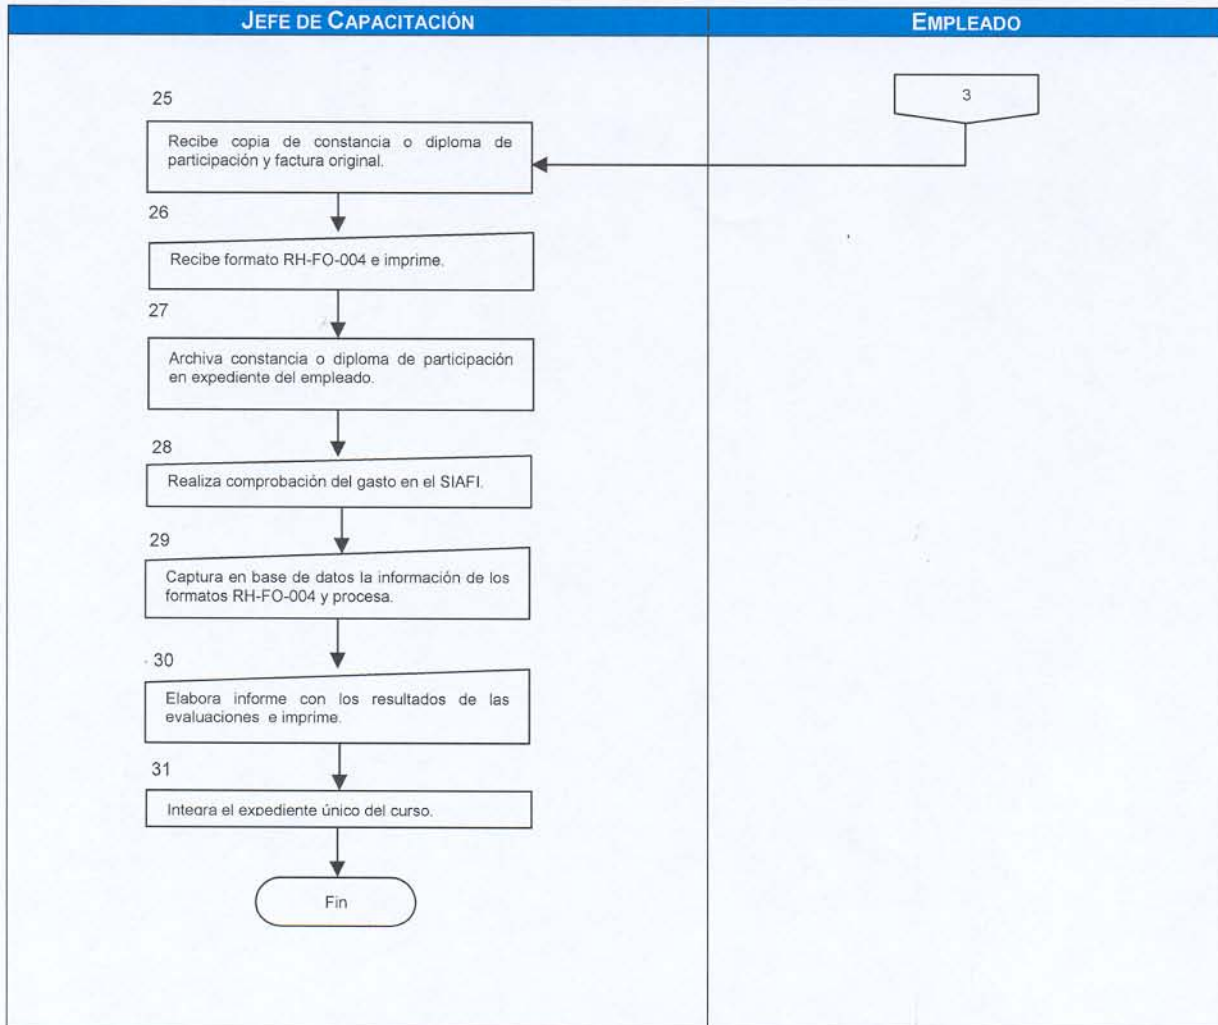 JEFE DE CAPACITACIÓN
EMPLEADO
3
25
Recibe copia de constancia o diploma de
participación y factura original.
26
Recibe formato RH-FO-004 e imprime.
27
Archiva constancia o diploma de participación
en expediente del empleado.
28
Realiza comprobación del gasto en el SIAFI.
29
Captura en base de datos la información de los
formatos RH-FO-004 y procesa.
30
Elabora informe con los resultados de las
evaluaciones e imprime.
31
Integra el expediente único del curso.
Fin